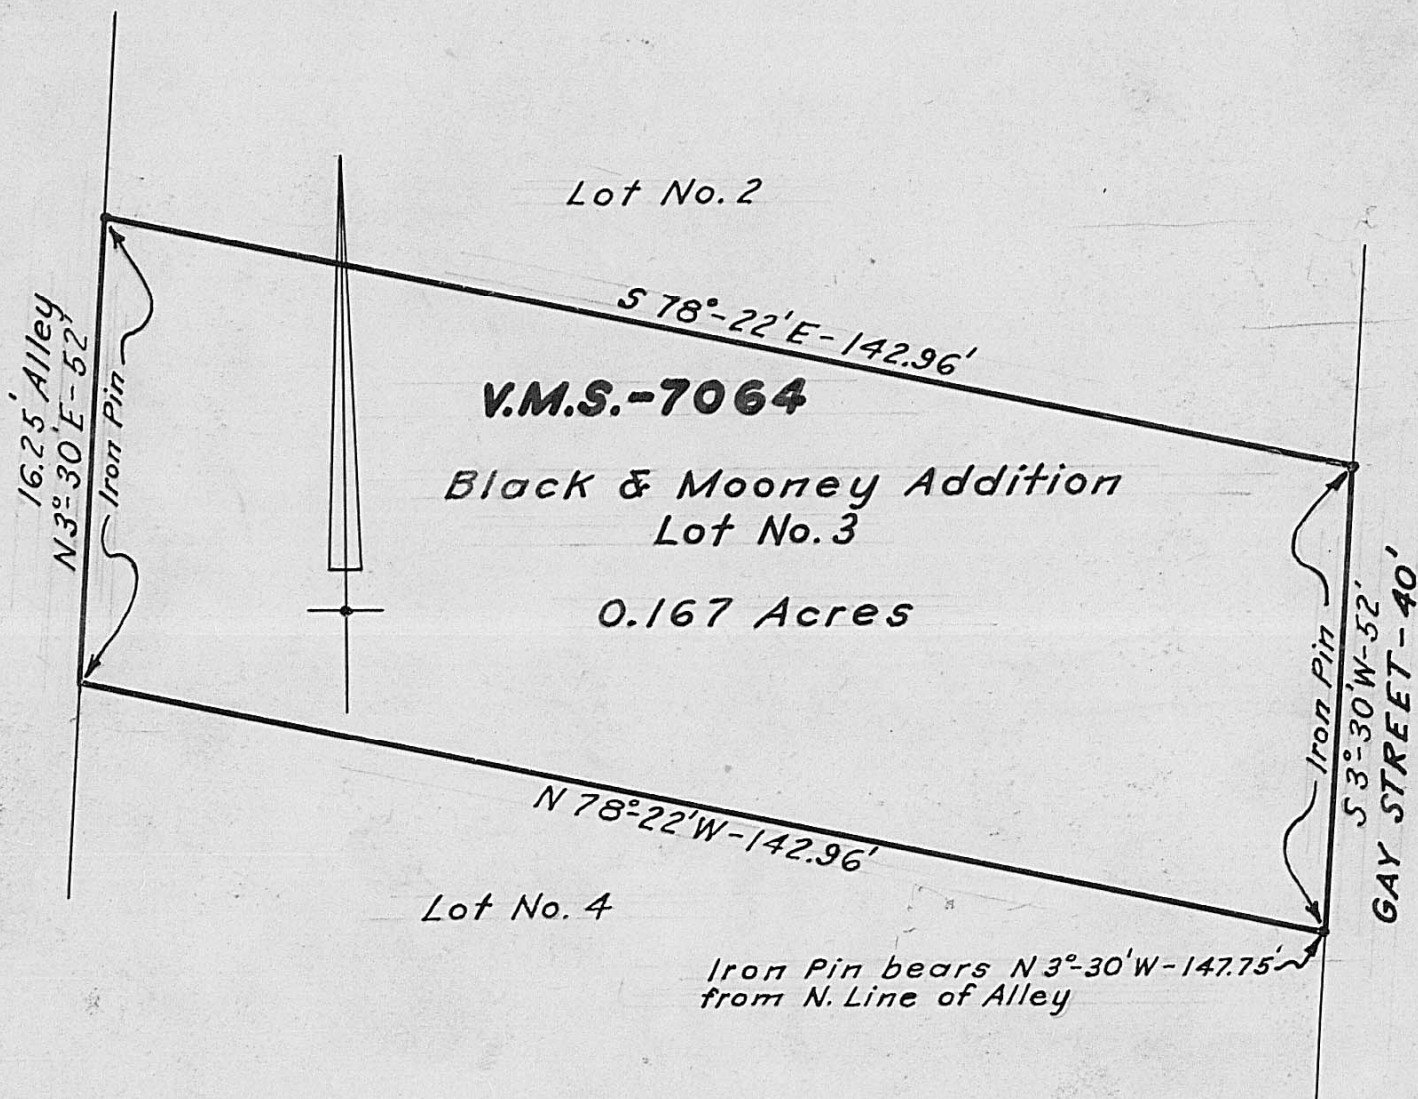 Lot No. 2
S 78°-22'E-142.96'
16.25' Alley
N3°-30'E-52'
Iron Pin
V.M.S.-7064
Black & Mooney Addition
Lot No. 3
0.167 Acres
Iron Pin
S 3°-30'W-52'
GAY STREET-40'
N 78°-22'W-142.96'
Lot No. 4
Iron Pin bears N 3°-30'W-147.75'
from N. Line of Alley